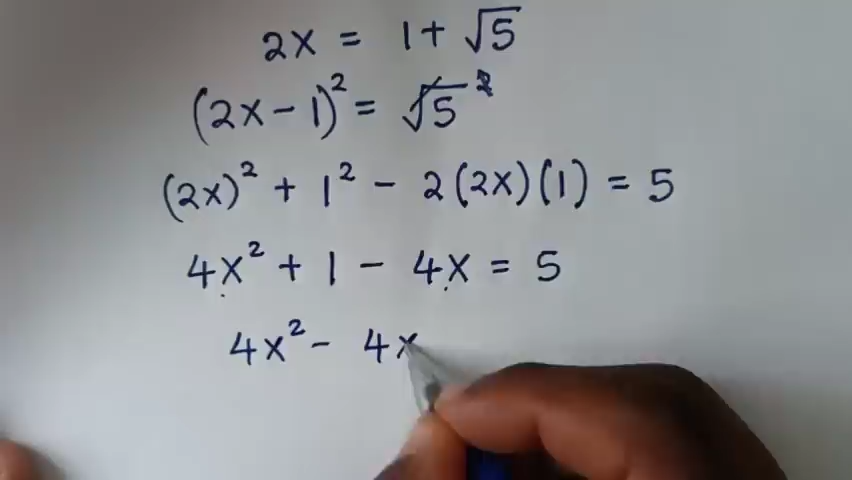 2x = 1 + √5
(2x - 1)² = √5²
(2x)² + 1² - 2(2x)(1) = 5
4x² + 1 - 4x = 5
4x² - 4x